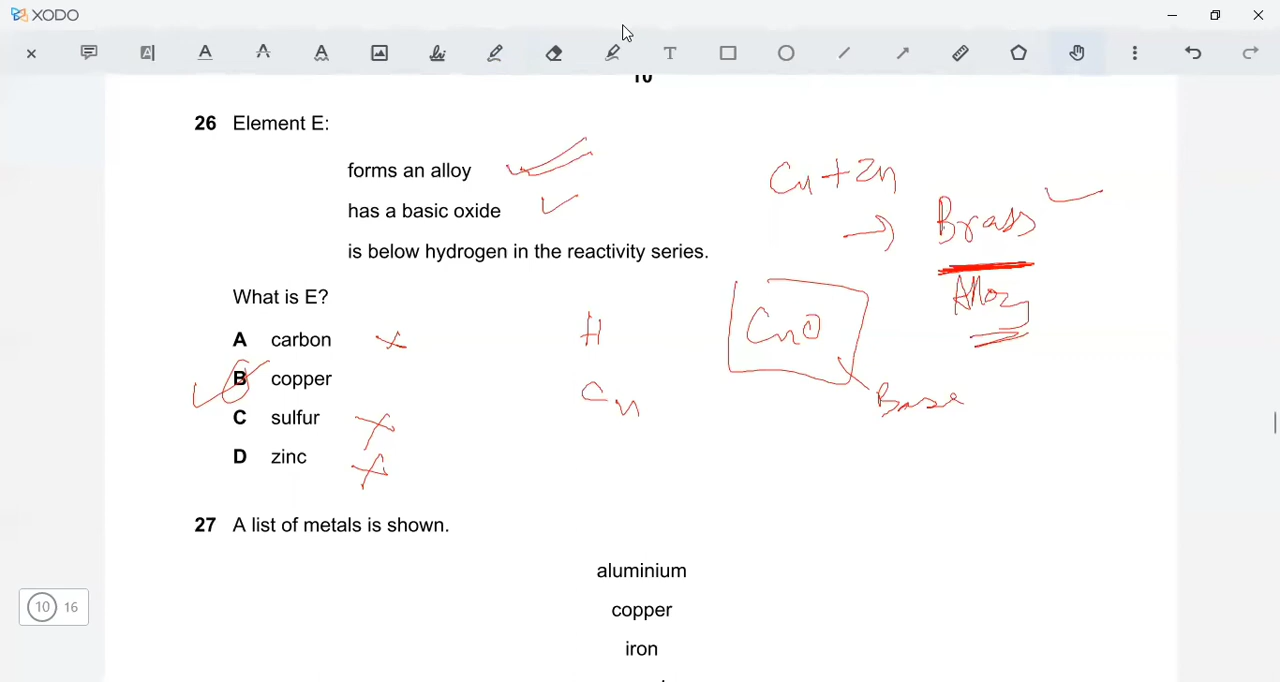 XODO
10
26 Element E:
forms an alloy
has a basic oxide
is below hydrogen in the reactivity series.
Cu + Zn
→ Brass
Alloy
What is E?
A carbon
B copper
C sulfur
D zinc
H
Cu
CuO
Base
27 A list of metals is shown.
aluminium
copper
iron
10 16